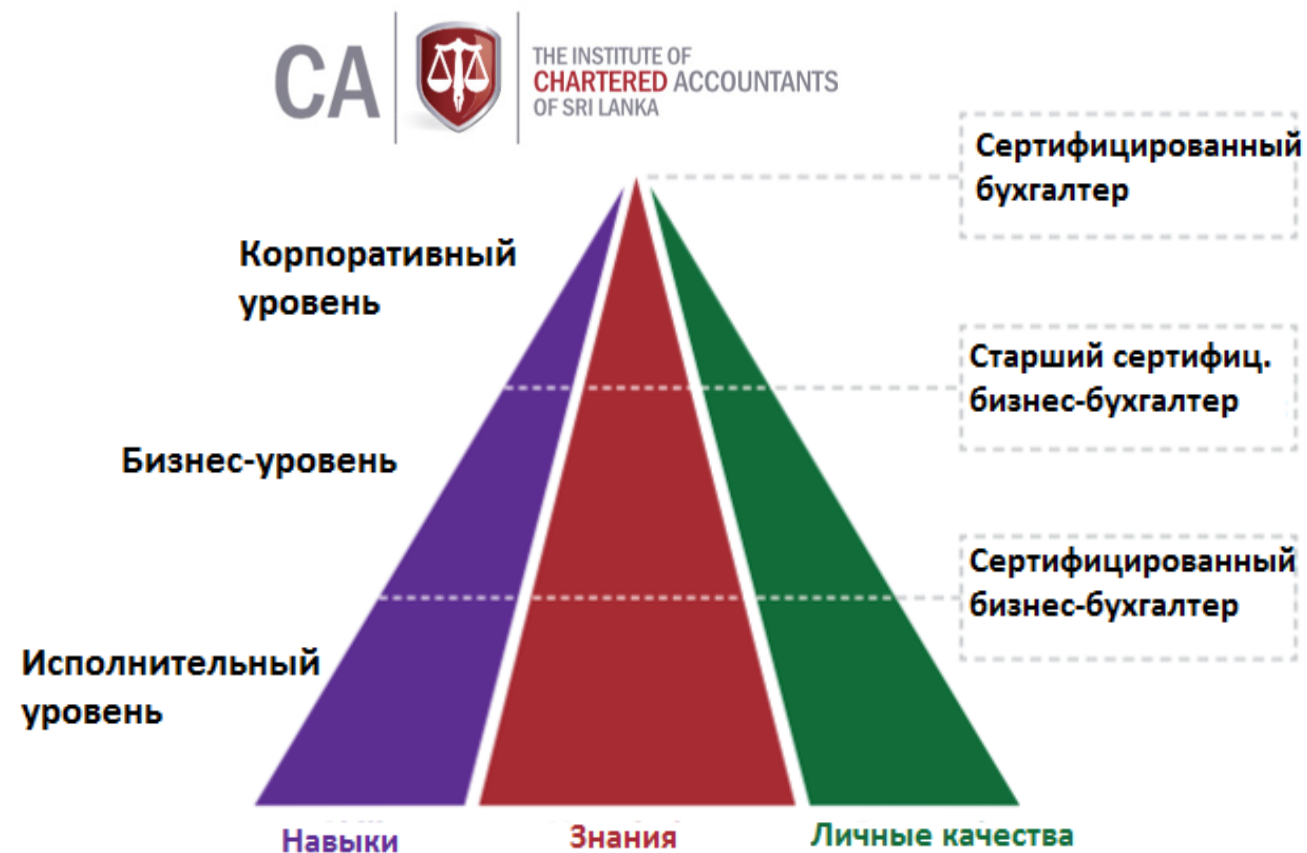 CA
THE INSTITUTE OF
CHARTERED ACCOUNTANTS
OF SRI LANKA
Сертифицированный
бухгалтер
Корпоративный
уровень
Старший сертифиц.
бизнес-бухгалтер
Бизнес-уровень
Сертифицированный
бизнес-бухгалтер
Исполнительный
уровень
Навыки
Знания
Личные качества